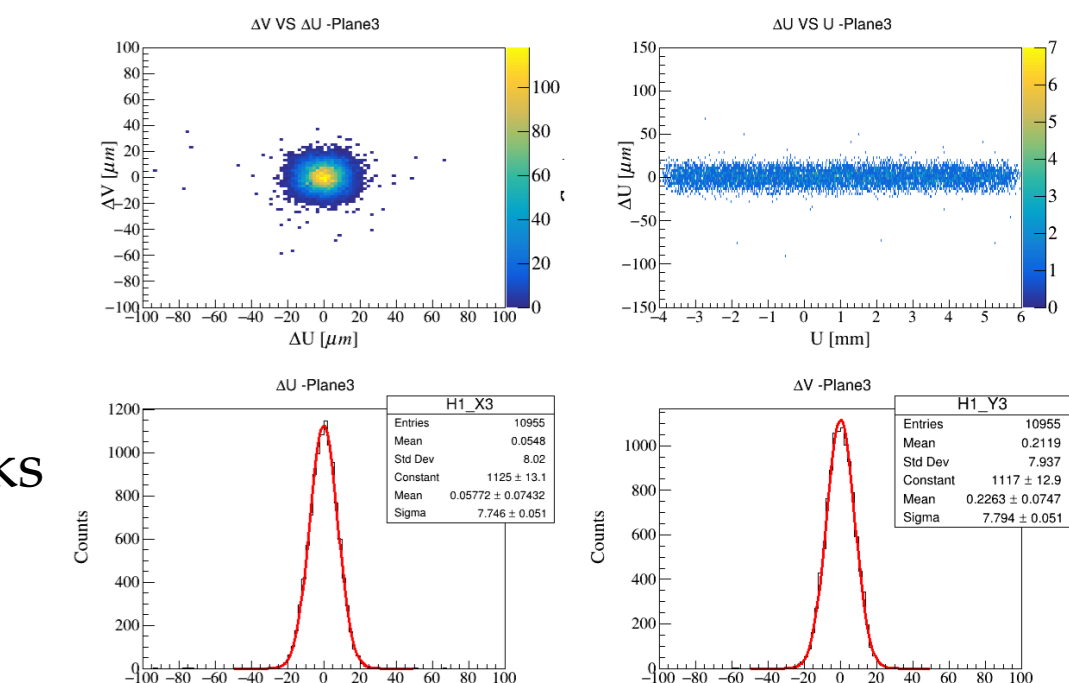 ΔV VS ΔU -Plane3
100
80
60
40
20
0
−20
−40
−60
−80
−100
ΔV [μm]
−100 −80 −60 −40 −20 0 20 40 60 80 100
ΔU [μm]
100
80
60
40
20
0
ΔU VS U -Plane3
150
100
50
0
−50
−100
−150
ΔU [μm]
−4 −3 −2 −1 0 1 2 3 4 5 6
U [mm]
7
6
5
4
3
2
1
0
ks
ΔU -Plane3
1200
1000
800
600
400
200
0
Counts
−100 −80 −60 −40 −20 0 20 40 60 80 100
H1_X3
Entries 10955
Mean 0.0548
Std Dev 8.02
Constant 1125 ± 13.1
Mean 0.05772 ± 0.07432
Sigma 7.746 ± 0.051
ΔV -Plane3
1000
800
600
400
200
0
Counts
−100 −80 −60 −40 −20 0 20 40 60 80 100
H1_Y3
Entries 10955
Mean 0.2119
Std Dev 7.937
Constant 1117 ± 12.9
Mean 0.2263 ± 0.0747
Sigma 7.794 ± 0.051